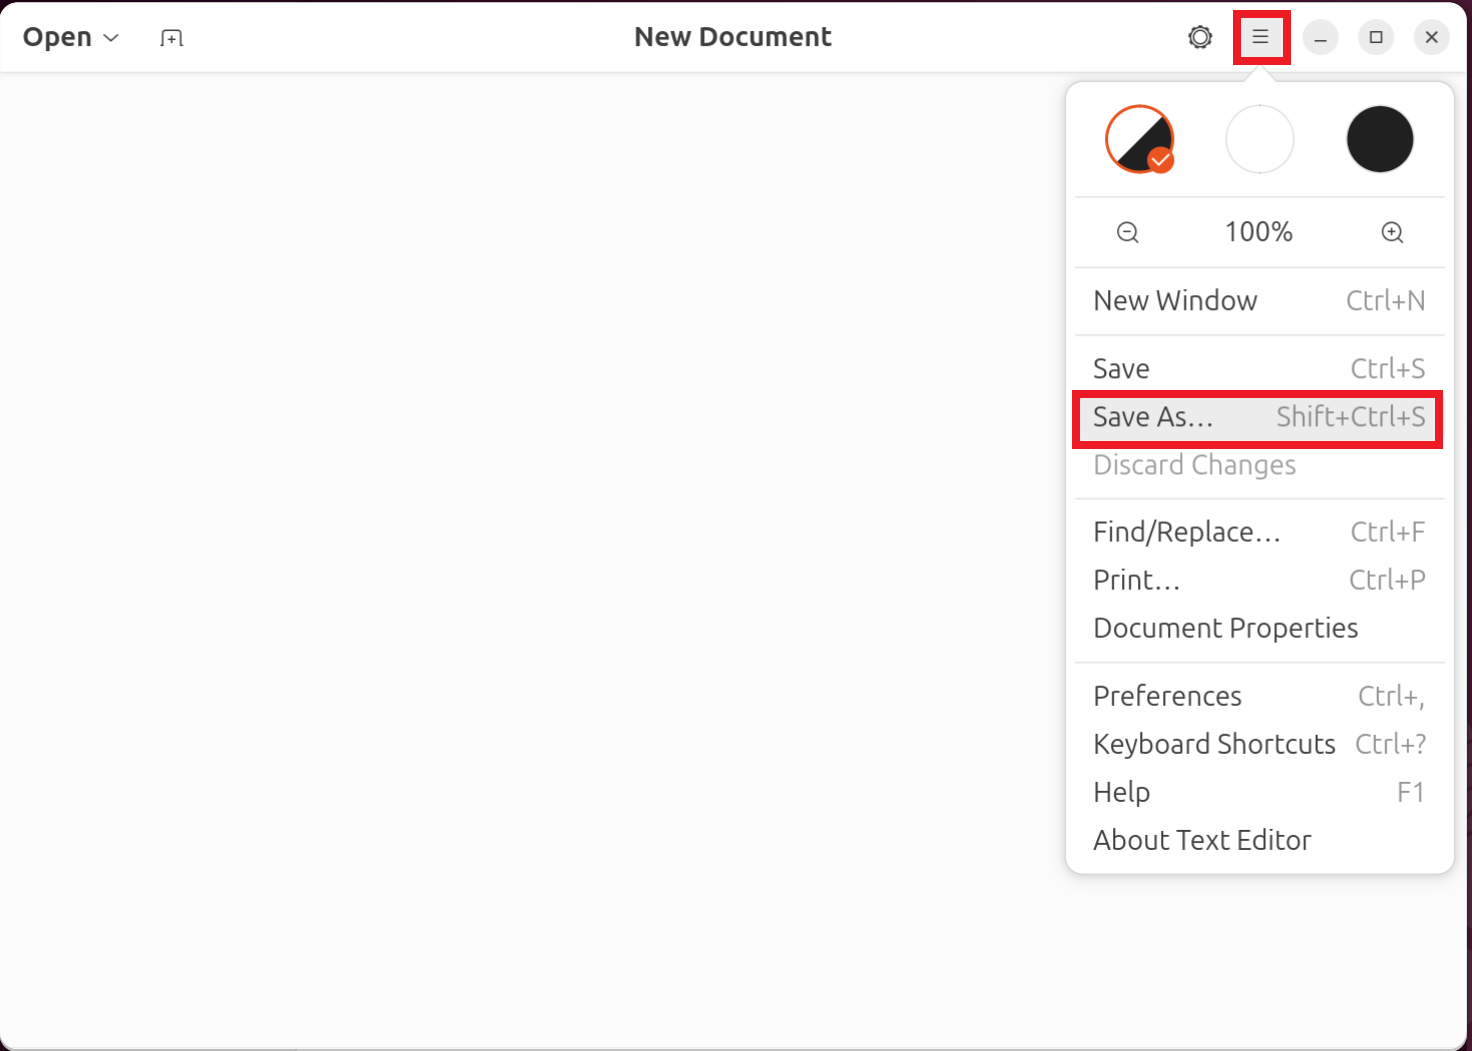 Open
New Document
100%
New Window Ctrl+N
Save Ctrl+S
Save As... Shift+Ctrl+S
Discard Changes
Find/Replace... Ctrl+F
Print... Ctrl+P
Document Properties
Preferences Ctrl+,
Keyboard Shortcuts Ctrl+?
Help F1
About Text Editor